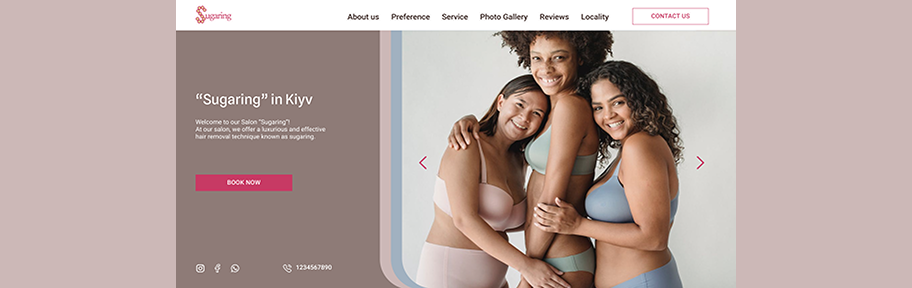 Sugaring
About us
Preference
Service
Photo Gallery
Reviews
Locality
CONTACT US
“Sugaring” in Kiyv
Welcome to our Salon “Sugaring”!
At our salon, we offer a luxurious and effective
hair removal technique known as sugaring.
BOOK NOW
1234567890